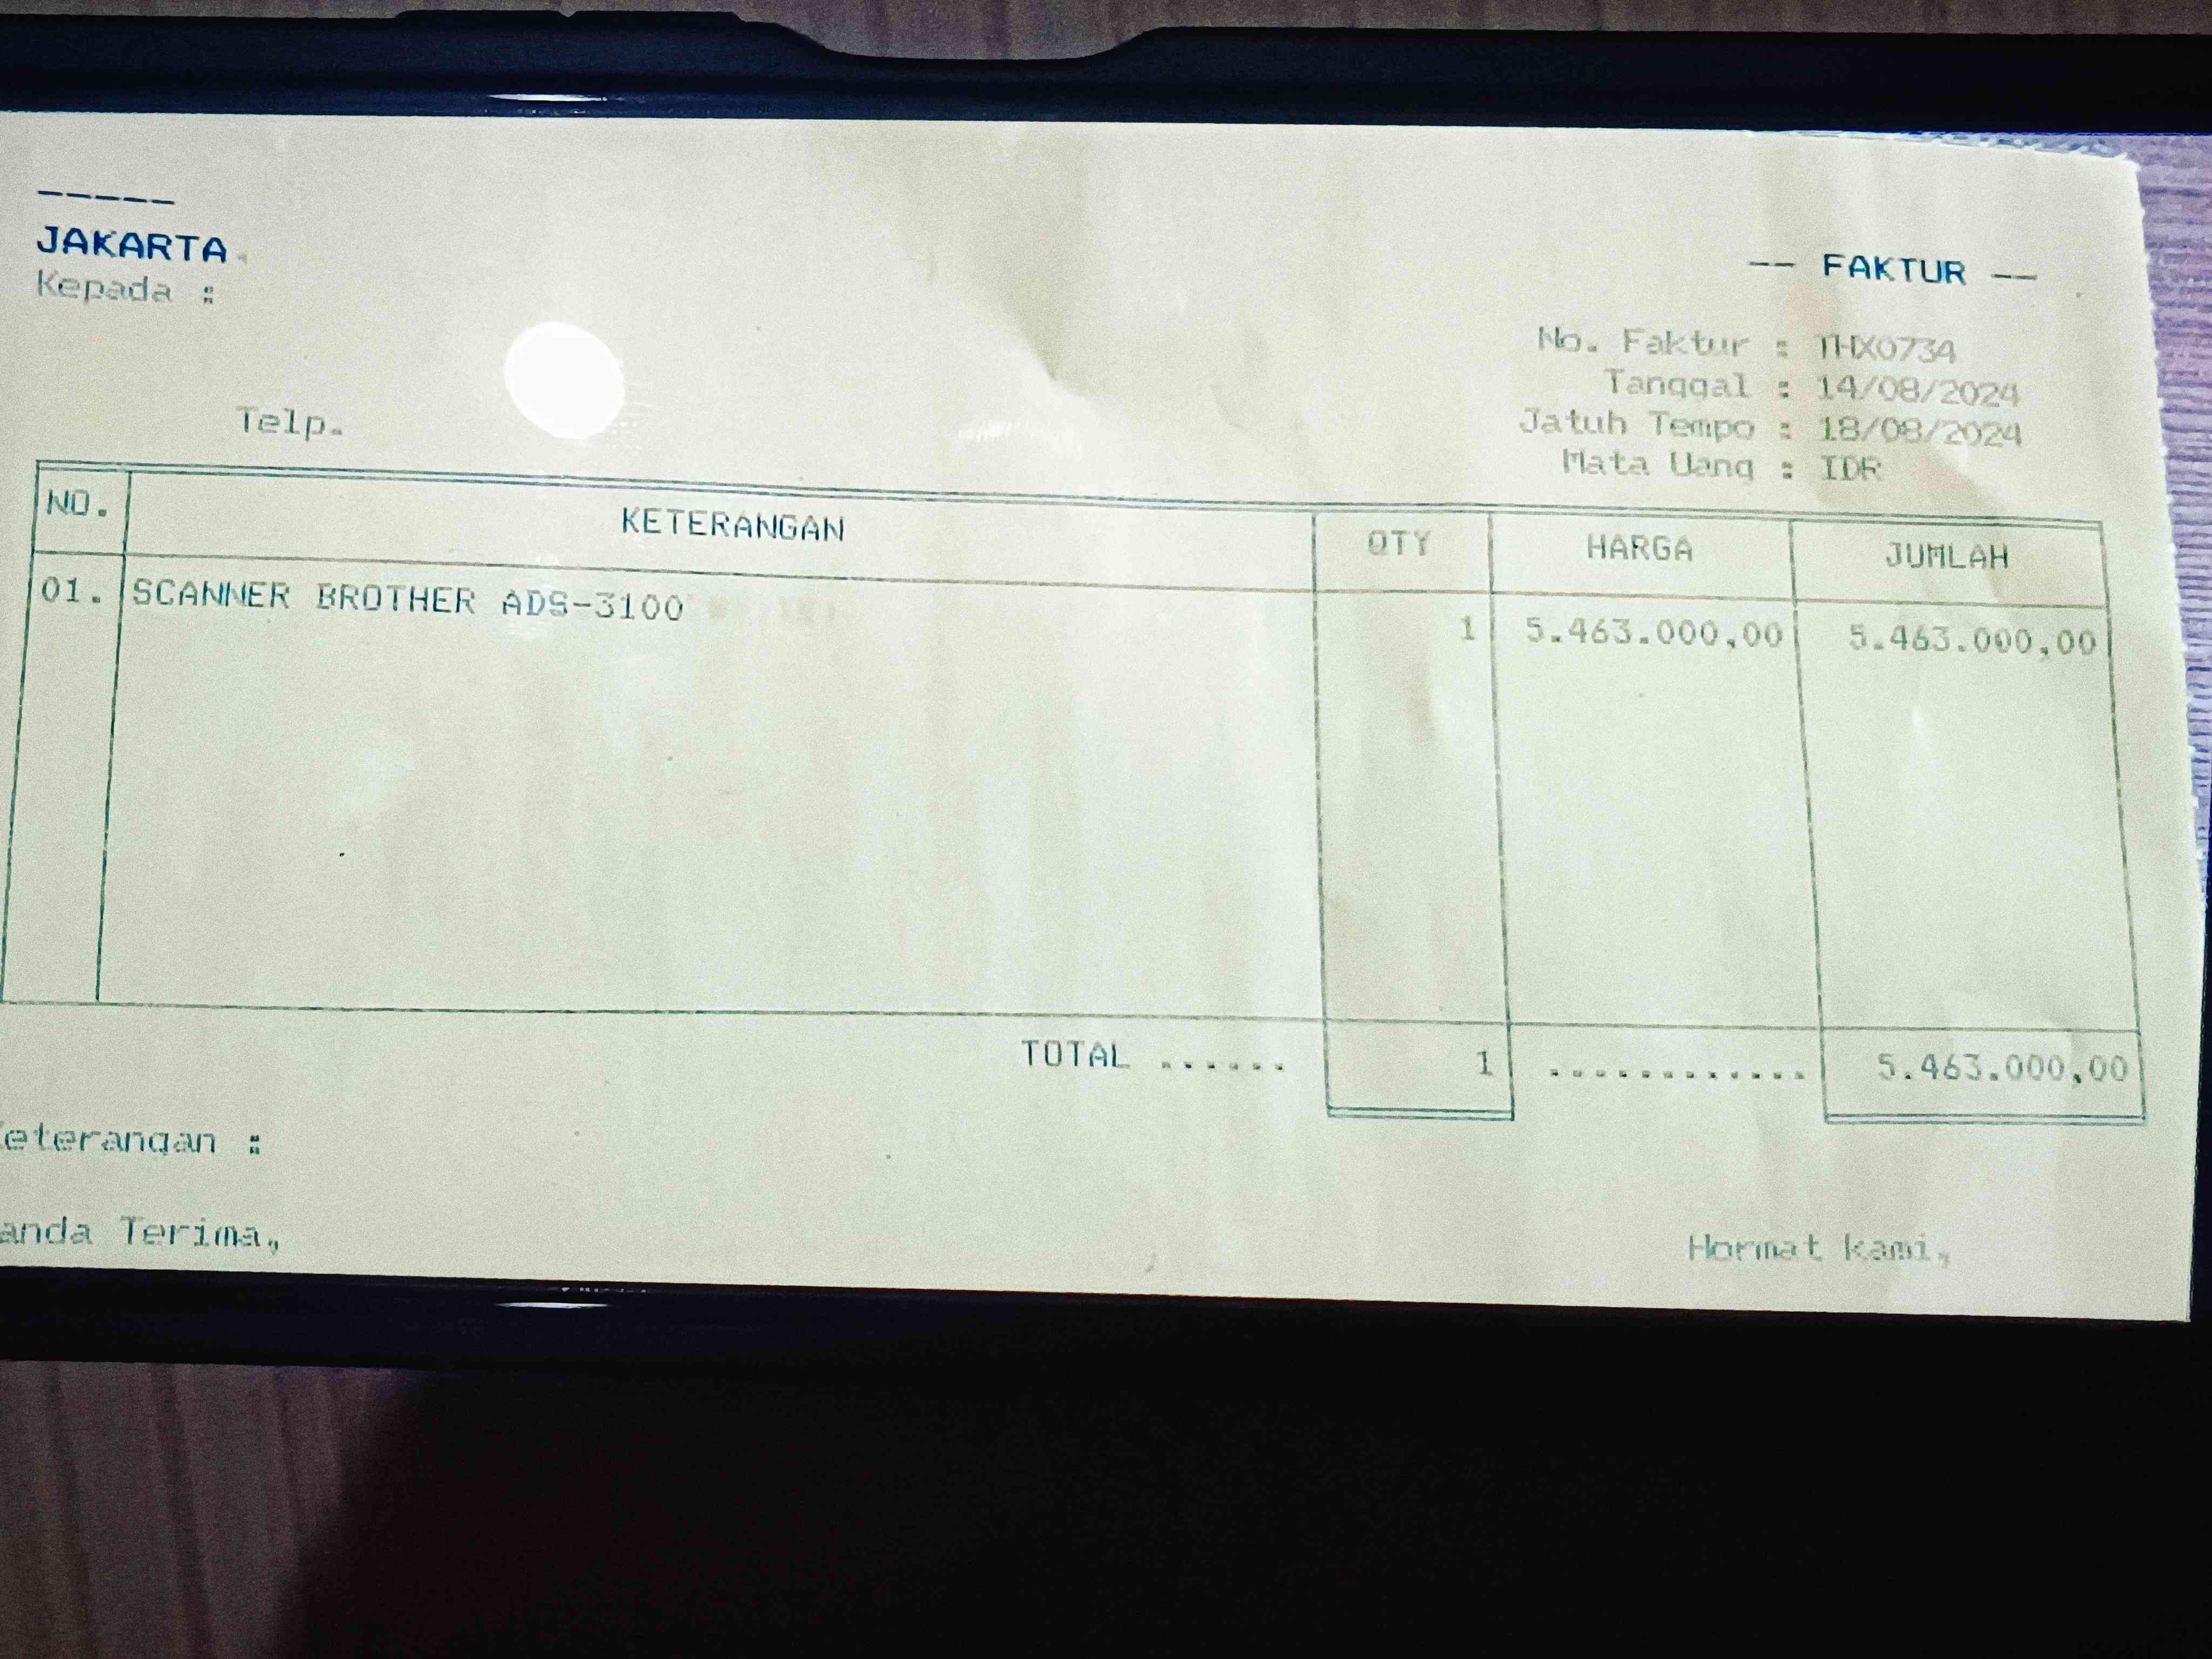 -----
JAKARTA
Kepada :
Telp.
-- FAKTUR --
No. Faktur : THX0734
Tanggal : 14/08/2024
Jatuh Tempo : 18/08/2024
Mata Uang : IDR
NO. KETERANGAN QTY HARGA JUMLAH
01. SCANNER BROTHER ADS-3100 1 5.463.000,00 5.463.000,00
TOTAL ...... 1 ............ 5.463.000,00
eterangan :
anda Terima,
Hormat kami,